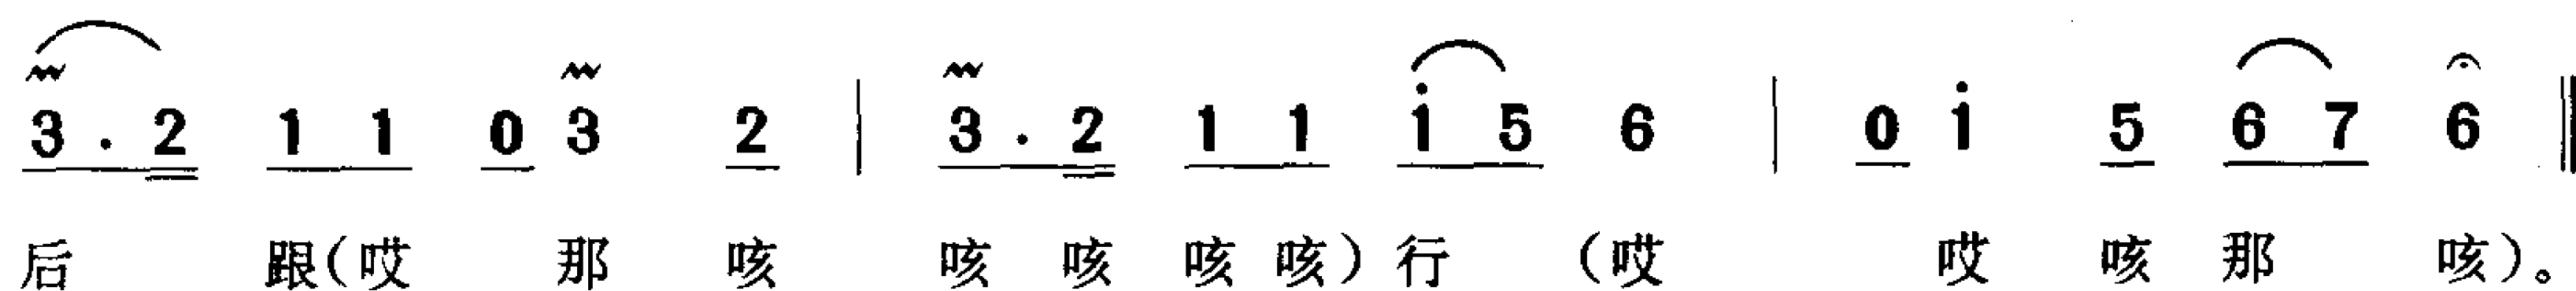 3·2 1 1 0 3 2 | 3·2 1 1 i 5 6 | 0 i 5 6 7 6 ‖
后 跟(哎 那 咳 咳 咳 咳 咳)行 (哎 哎 咳 那 咳)。